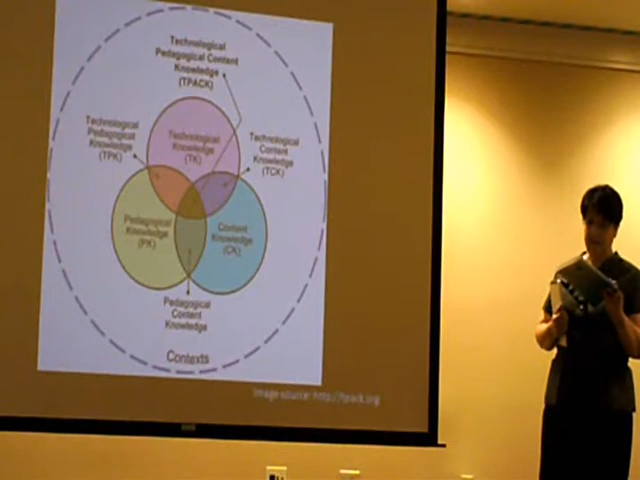 Technological
Pedagogical Content
Knowledge
(TPACK)
Technological
Pedagogical
Knowledge
(TPK)
Technological
Knowledge
(TK)
Technological
Content
Knowledge
(TCK)
Pedagogical
Knowledge
(PK)
Content
Knowledge
(CK)
Pedagogical
Content
Knowledge
Contexts
Image source: http://tpack.org